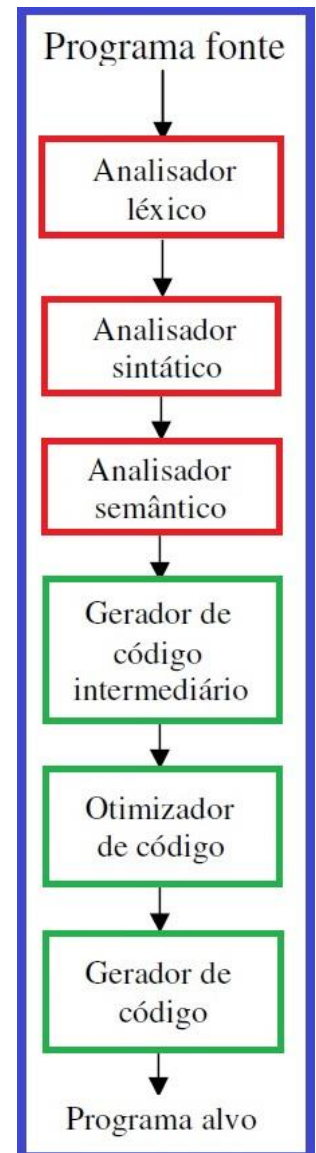 Programa fonte
Analisador
léxico
Analisador
sintático
Analisador
semântico
Gerador de
código
intermediário
Otimizador
de código
Gerador de
código
Programa alvo